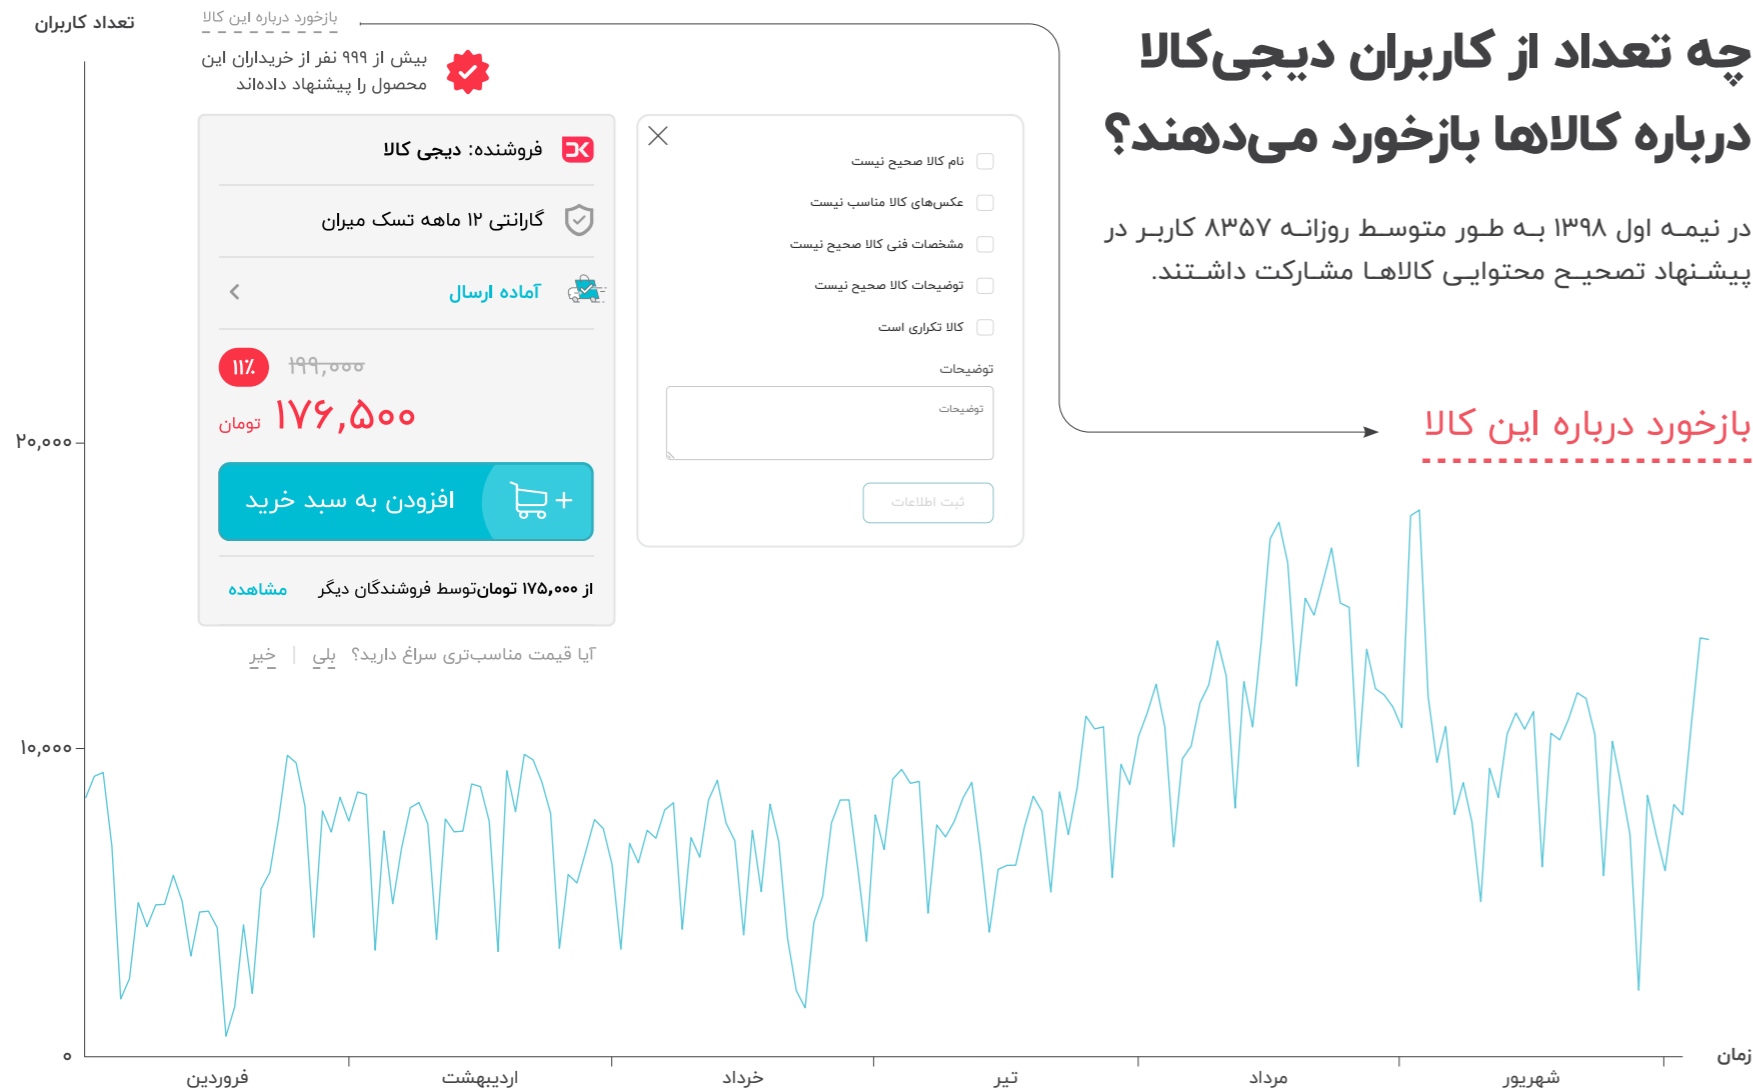 چه تعداد از کاربران دیجی‌کالا
درباره کالاها بازخورد می‌دهند؟
در نیمه اول ۱۳۹۸ به طور متوسط روزانه ۸۳۵۷ کاربر در
پیشنهاد تصحیح محتوایی کالاها مشارکت داشتند.
بازخورد درباره این کالا
نام کالا صحیح نیست
عکس‌های کالا مناسب نیست
مشخصات فنی کالا صحیح نیست
توضیحات کالا صحیح نیست
کالا تکراری است
توضیحات
توضیحات
ثبت اطلاعات
بازخورد درباره این کالا
بیش از ۹۹۹ نفر از خریداران این
محصول را پیشنهاد داده‌اند
فروشنده: دیجی کالا
گارانتی ۱۲ ماهه تسک میران
آماده ارسال
۱۹۹,۰۰۰ ۱۱٪
۱۷۶,۵۰۰ تومان
+ افزودن به سبد خرید
از ۱۷۵,۰۰۰ تومان‌توسط فروشندگان دیگر مشاهده
آیا قیمت مناسب‌تری سراغ دارید؟ بلی | خیر
تعداد کاربران
۲۰,۰۰۰
۱۰,۰۰۰
۰
زمان
فروردین
اردیبهشت
خرداد
تیر
مرداد
شهریور